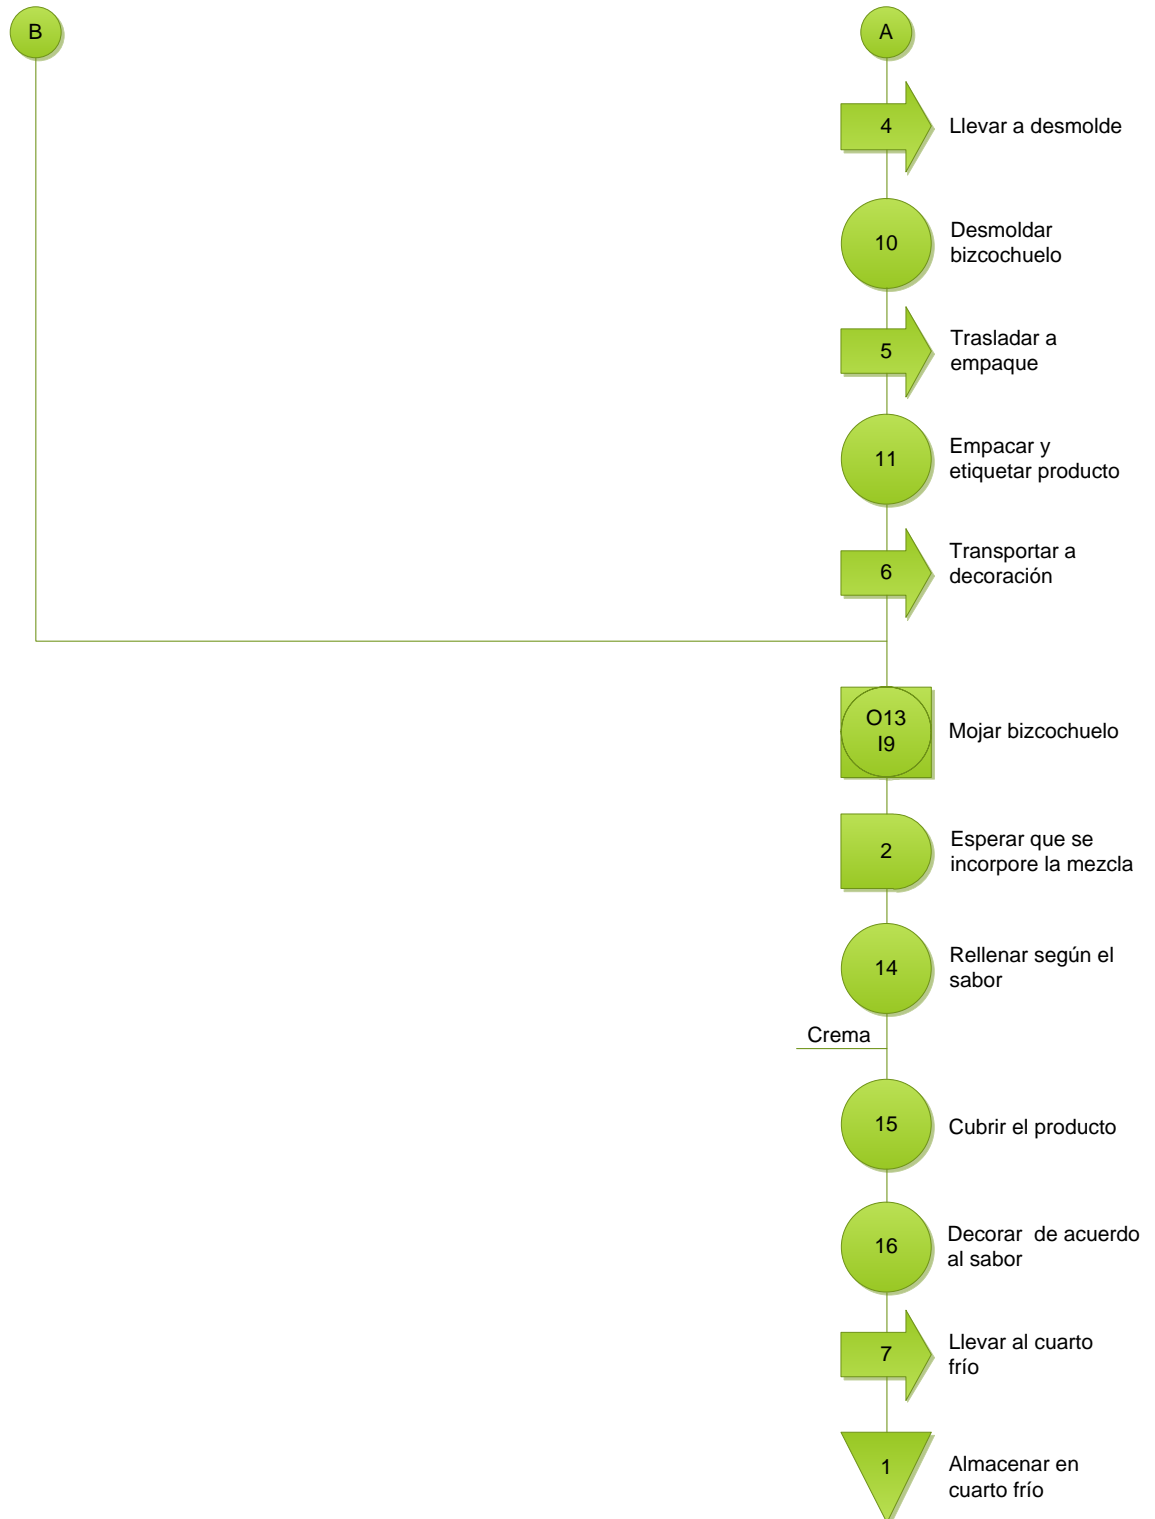 B
A
4
Llevar a desmolde
10
Desmoldar
bizcochuelo
5
Trasladar a
empaque
11
Empacar y
etiquetar producto
6
Transportar a
decoración
O13
I9
Mojar bizcochuelo
2
Esperar que se
incorpore la mezcla
14
Rellenar según el
sabor
Crema
15
Cubrir el producto
16
Decorar  de acuerdo
al sabor
7
Llevar al cuarto
frío
1
Almacenar en
cuarto frío